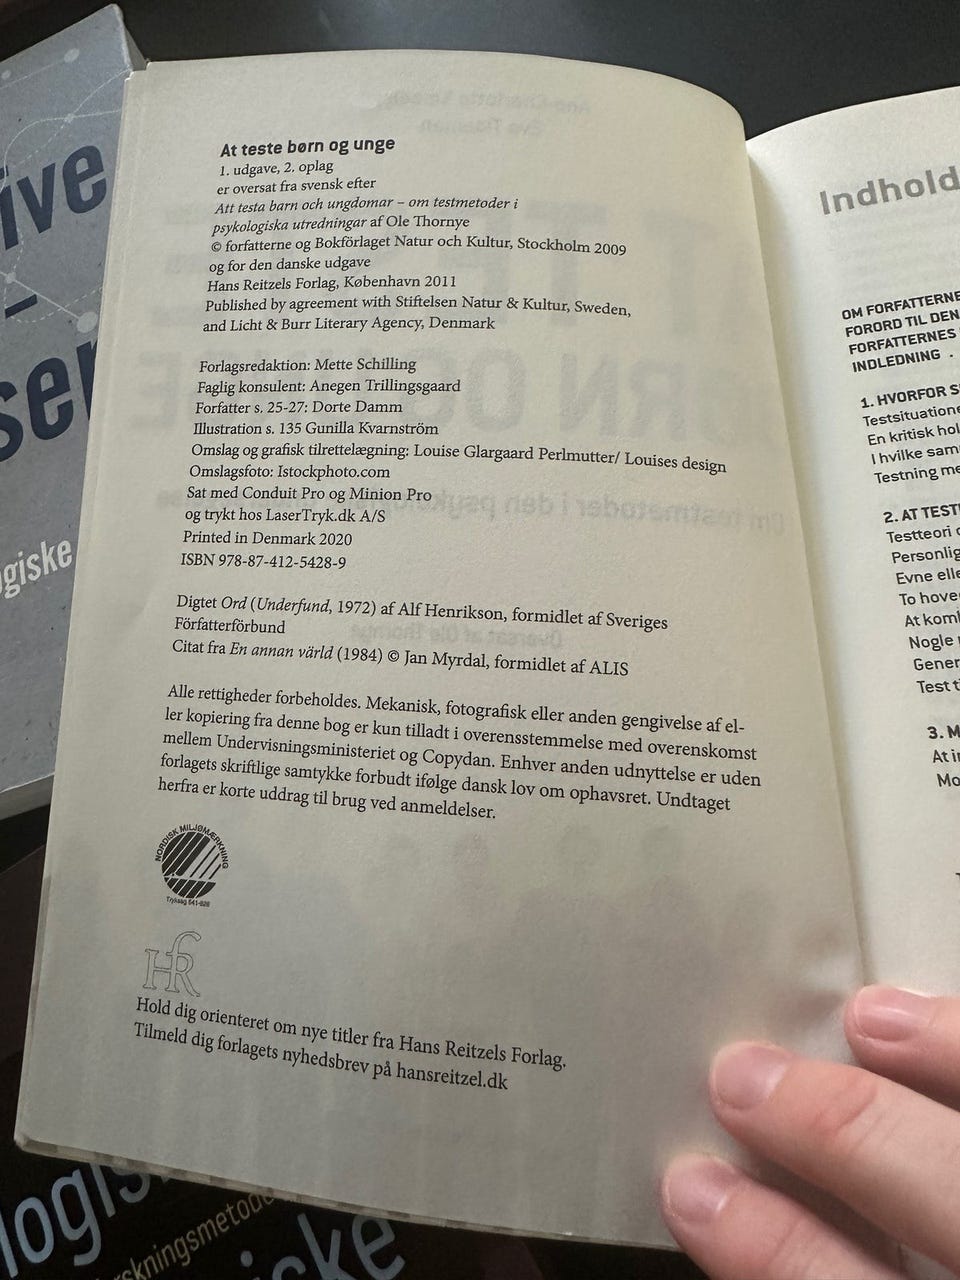 At teste børn og unge
1. udgave, 2. oplag
er oversat fra svensk efter
Att testa barn och ungdomar – om testmetoder i
psykologiska utredningar af Ole Thornye
© forfatterne og Bokförlaget Natur och Kultur, Stockholm 2009
og for den danske udgave
Hans Reitzels Forlag, København 2011
Published by agreement with Stiftelsen Natur & Kultur, Sweden,
and Licht & Burr Literary Agency, Denmark
Forlagsredaktion: Mette Schilling
Faglig konsulent: Anegen Trillingsgaard
Forfatter s. 25-27: Dorte Damm
Illustration s. 135 Gunilla Kvarnström
Omslag og grafisk tilrettelægning: Louise Glargaard Perlmutter/ Louises design
Omslagsfoto: Istockphoto.com
Sat med Conduit Pro og Minion Pro
og trykt hos LaserTryk.dk A/S
Printed in Denmark 2020
ISBN 978-87-412-5428-9
Digtet Ord (Underfund, 1972) af Alf Henrikson, formidlet af Sveriges
Författerförbund
Citat fra En annan värld (1984) © Jan Myrdal, formidlet af ALIS
Alle rettigheder forbeholdes. Mekanisk, fotografisk eller anden gengivelse af el-
ler kopiering fra denne bog er kun tilladt i overensstemmelse med overenskomst
mellem Undervisningsministeriet og Copydan. Enhver anden udnyttelse er uden
forlagets skriftlige samtykke forbudt ifølge dansk lov om ophavsret. Undtaget
herfra er korte uddrag til brug ved anmeldelser.
NORDISK MILJØMÆRKNING
Tryksag 541-826
HR
Hold dig orienteret om nye titler fra Hans Reitzels Forlag.
Tilmeld dig forlagets nyhedsbrev på hansreitzel.dk
Indhold
OM FORFATTERNE
FORORD TIL DEN
FORFATTERNES
INDLEDNING .
1. HVORFOR S
Testsituatione
En kritisk hol
I hvilke sam
Testning me
2. AT TEST
Testteori o
Personlig
Evne elle
To hove
At komb
Nogle
Gener
Test t
3. M
At i
Mo
ive
ser
giske
logis
skningsmetod
iske